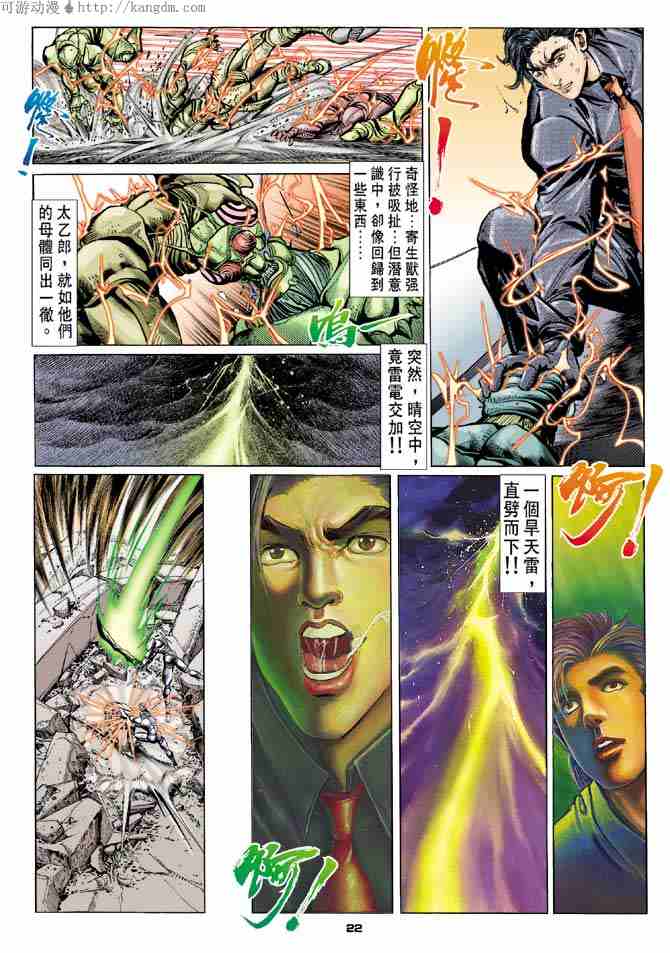 可游动漫 http://kangdm.com/
嘭！
嘭！
奇怪地…寄生獸强
行被吸扯…但潛意
識中，卻像回歸到
一些東西……
太乙郎，就如他們
的母體同出一徹。
嗚—
突然，晴空中，
竟雷電交加!!
啊！
一個旱天雷，
直劈而下!!
啊！
22